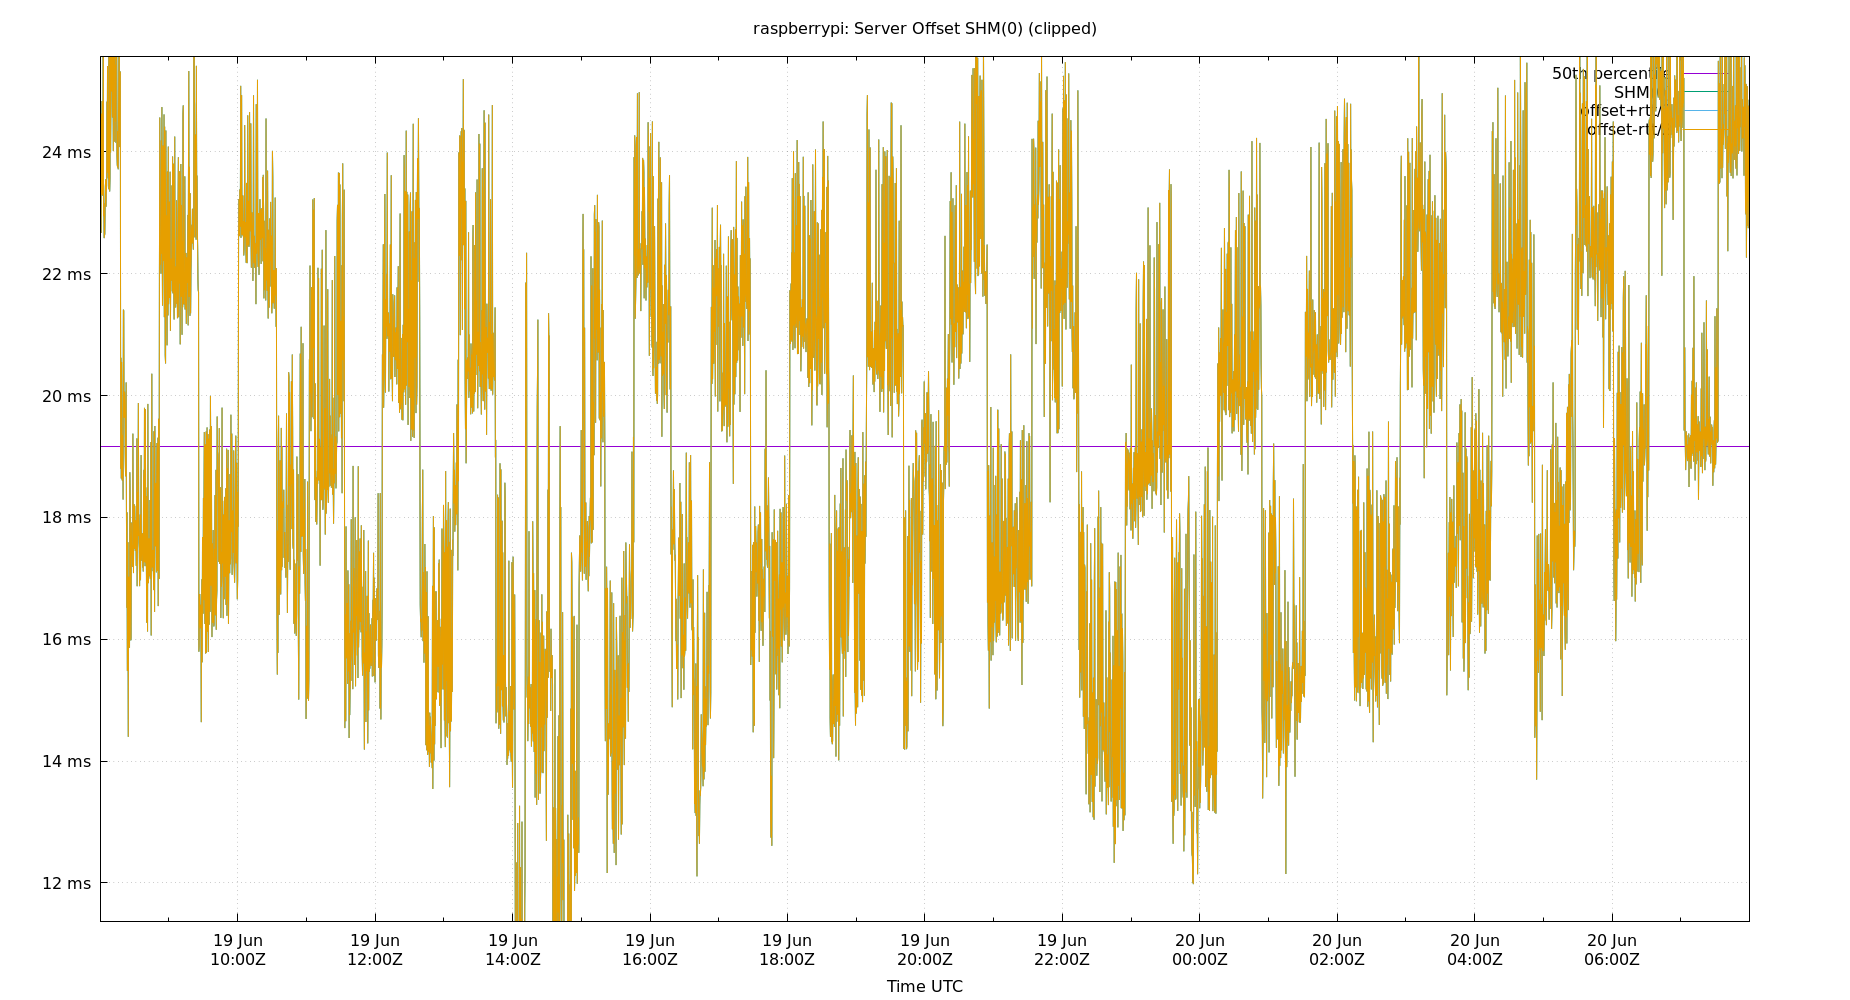 raspberrypi: Server Offset SHM(0) (clipped)
50th percentile
SHM(0)
offset+rtt/2
offset-rtt/2
24 ms
22 ms
20 ms
18 ms
16 ms
14 ms
12 ms
19 Jun 19 Jun 19 Jun 19 Jun 19 Jun 19 Jun 19 Jun 20 Jun 20 Jun 20 Jun 20 Jun
10:00Z 12:00Z 14:00Z 16:00Z 18:00Z 20:00Z 22:00Z 00:00Z 02:00Z 04:00Z 06:00Z
Time UTC